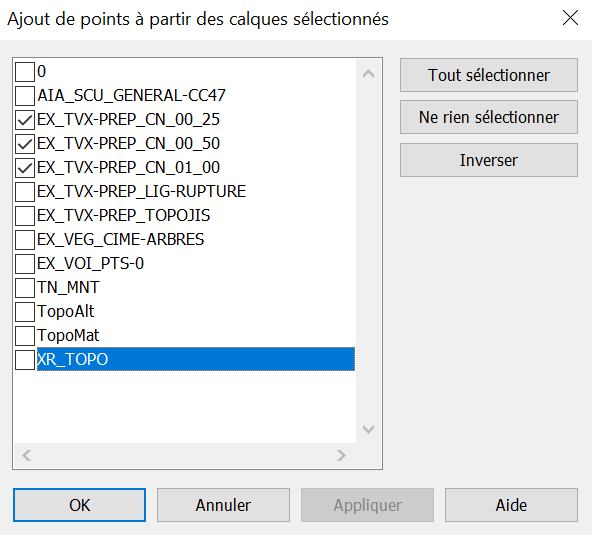 Ajout de points à partir des calques sélectionnés
0
AIA_SCU_GENERAL-CC47
EX_TVX-PREP_CN_00_25
EX_TVX-PREP_CN_00_50
EX_TVX-PREP_CN_01_00
EX_TVX-PREP_LIG-RUPTURE
EX_TVX-PREP_TOPOJIS
EX_VEG_CIME-ARBRES
EX_VOI_PTS-0
TN_MNT
TopoAlt
TopoMat
XR_TOPO
Tout sélectionner
Ne rien sélectionner
Inverser
OK
Annuler
Appliquer
Aide